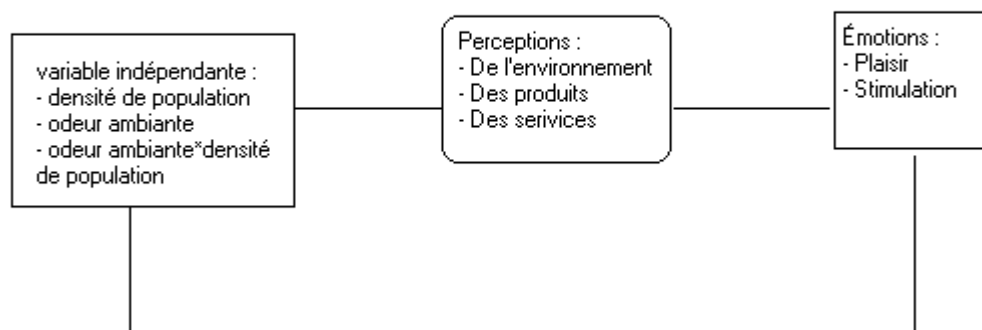 variable indépendante :
- densité de population
- odeur ambiante
- odeur ambiante*densité
de population
Perceptions :
- De l'environnement
- Des produits
- Des serivices
Émotions :
- Plaisir
- Stimulation